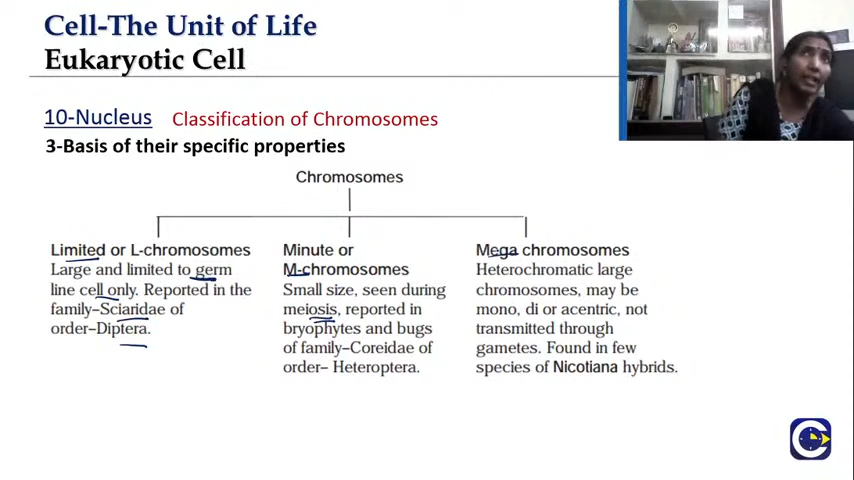 Cell-The Unit of Life
Eukaryotic Cell
10-Nucleus Classification of Chromosomes
3-Basis of their specific properties
Chromosomes
Limited or L-chromosomes
Large and limited to germ
line cell only. Reported in the
family–Sciaridae of
order–Diptera.
Minute or
M-chromosomes
Small size, seen during
meiosis, reported in
bryophytes and bugs
of family–Coreidae of
order– Heteroptera.
Mega chromosomes
Heterochromatic large
chromosomes, may be
mono, di or acentric, not
transmitted through
gametes. Found in few
species of Nicotiana hybrids.